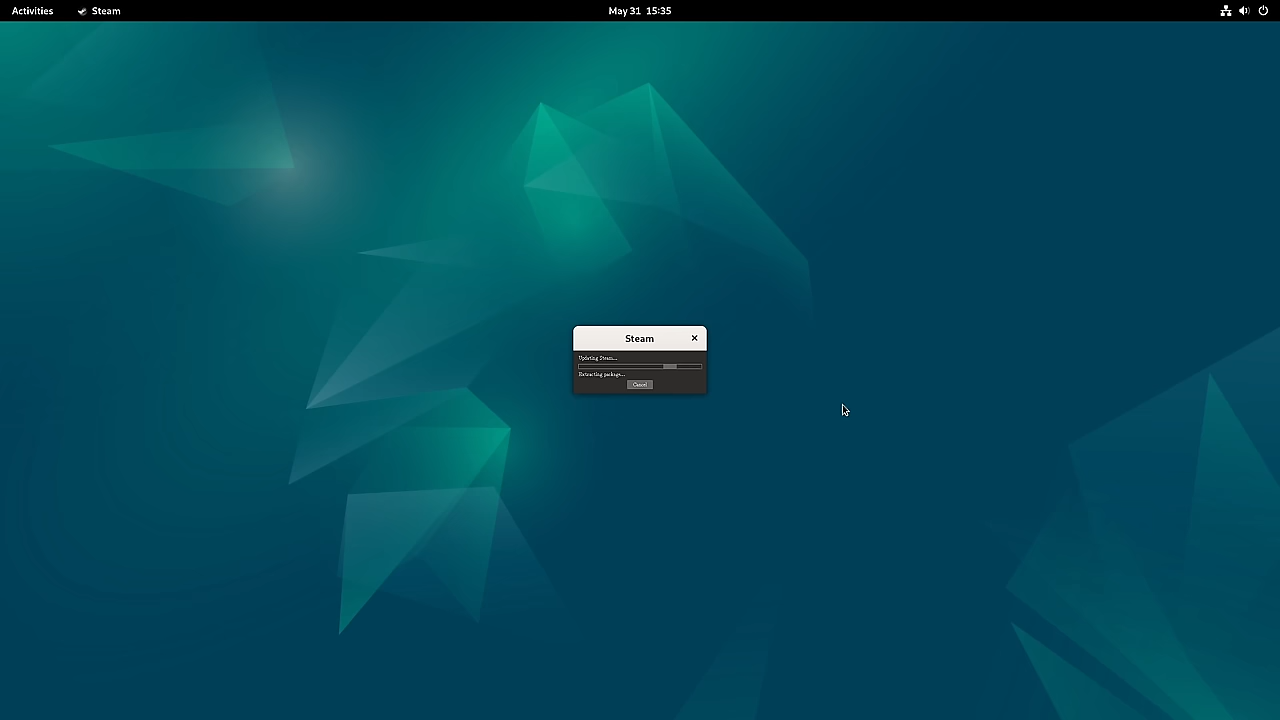 Activities Steam May 31 15:35
Steam
Updating Steam...
Extracting package...
Cancel